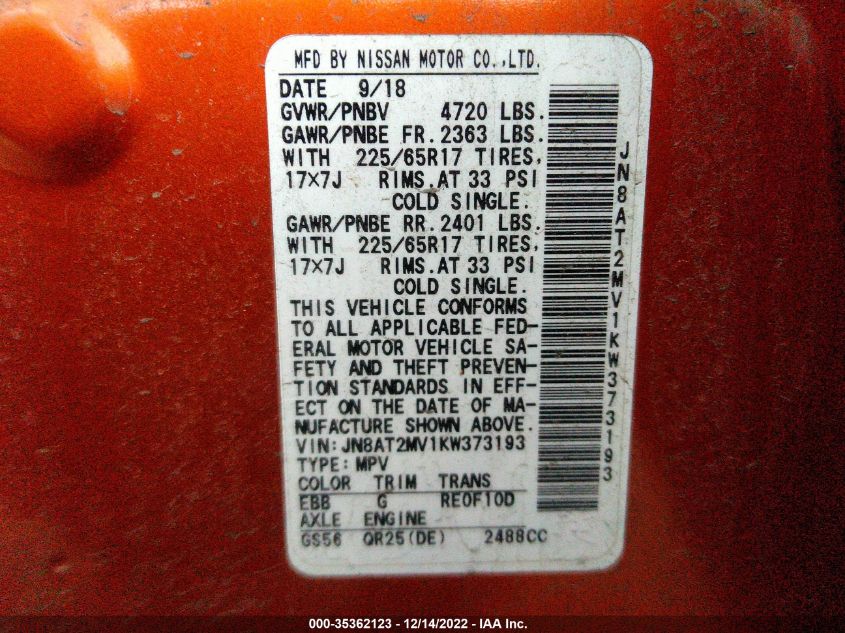 MFD BY NISSAN MOTOR CO.,LTD.
DATE 9/18
GVWR/PNBV 4720 LBS.
GAWR/PNBE FR. 2363 LBS.
WITH 225/65R17 TIRES,
17×7J RIMS.AT 33 PSI
COLD SINGLE.
GAWR/PNBE RR. 2401 LBS.
WITH 225/65R17 TIRES,
17×7J RIMS.AT 33 PSI
COLD SINGLE.
THIS VEHICLE CONFORMS
TO ALL APPLICABLE FED-
ERAL MOTOR VEHICLE SA-
FETY AND THEFT PREVEN-
TION STANDARDS IN EFF-
ECT ON THE DATE OF MA-
NUFACTURE SHOWN ABOVE.
VIN:JN8AT2MV1KW373193
TYPE:MPV
COLOR TRIM TRANS
EBB G RE0F10D
AXLE ENGINE
GS56 QR25(DE) 2488CC
JN8AT2MV1KW373193
000-35362123 - 12/14/2022 - IAA Inc.